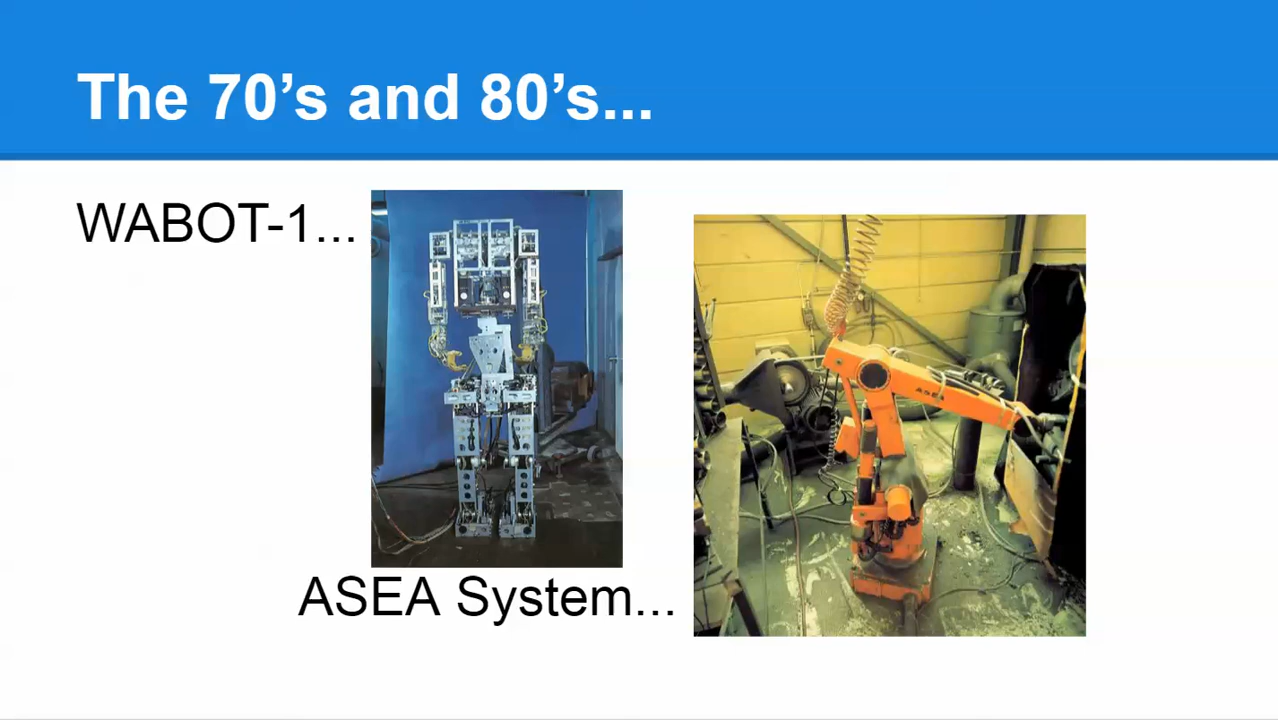 The 70’s and 80’s...
WABOT-1...
ASEA
ASEA System...